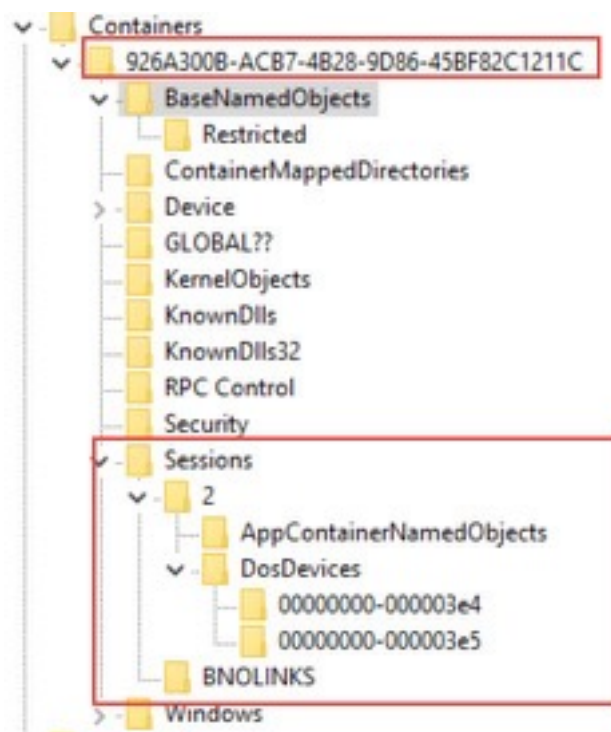 Containers
926A300B-ACB7-4B28-9D86-45BF82C1211C
BaseNamedObjects
Restricted
ContainerMappedDirectories
Device
GLOBAL??
KernelObjects
KnownDlls
KnownDlls32
RPC Control
Security
Sessions
2
AppContainerNamedObjects
DosDevices
00000000-000003e4
00000000-000003e5
BNOLINKS
Windows